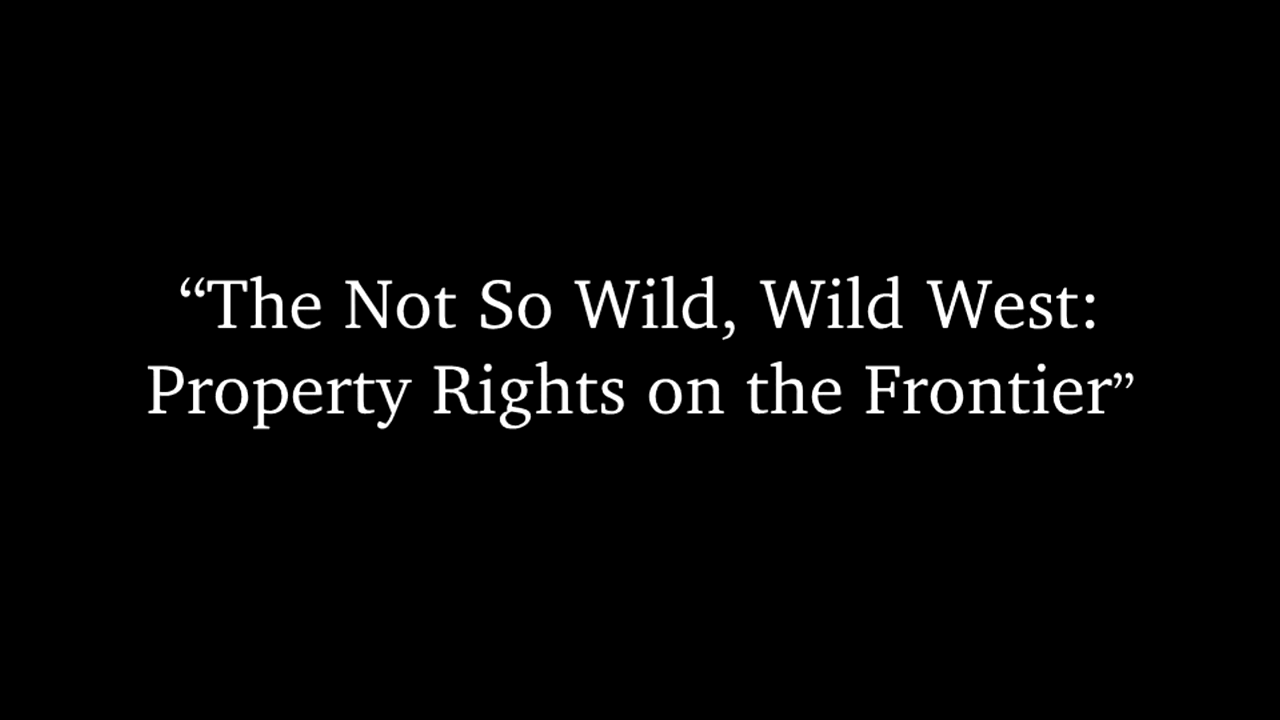 “The Not So Wild, Wild West:
Property Rights on the Frontier”